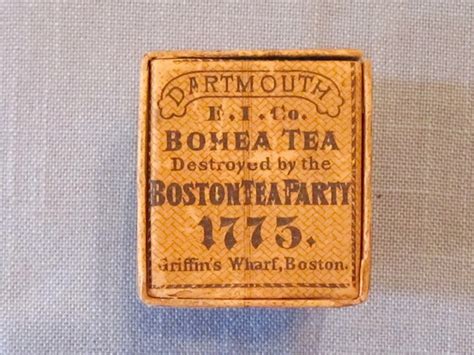 DARTMOUTH
E.I.Co.
BOHEA TEA
Destroyed by the
BOSTON TEA PARTY
1773.
Griffin's Wharf, Boston.